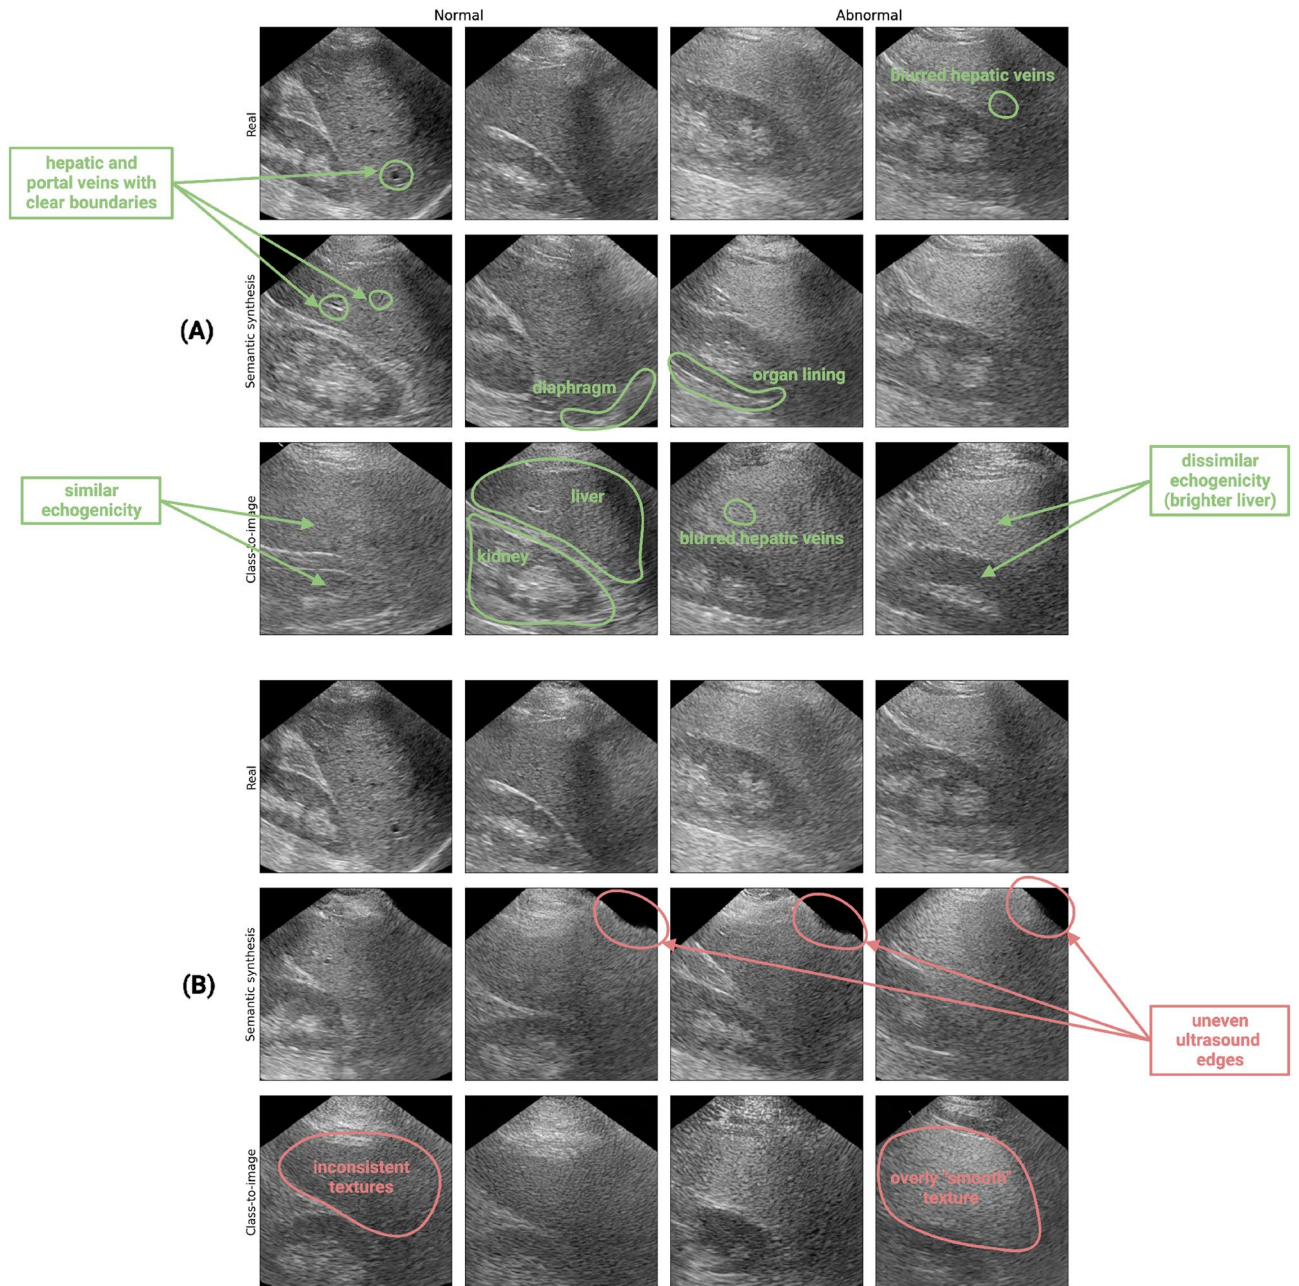 Normal
Abnormal
Real
Blurred hepatic veins
hepatic and
portal veins with
clear boundaries
Semantic synthesis
(A)
diaphragm
organ lining
Class-to-image
similar
echogenicity
liver
kidney
blurred hepatic veins
dissimilar
echogenicity
(brighter liver)
Real
Semantic synthesis
(B)
uneven
ultrasound
edges
Class-to-image
inconsistent
textures
overly "smooth"
texture